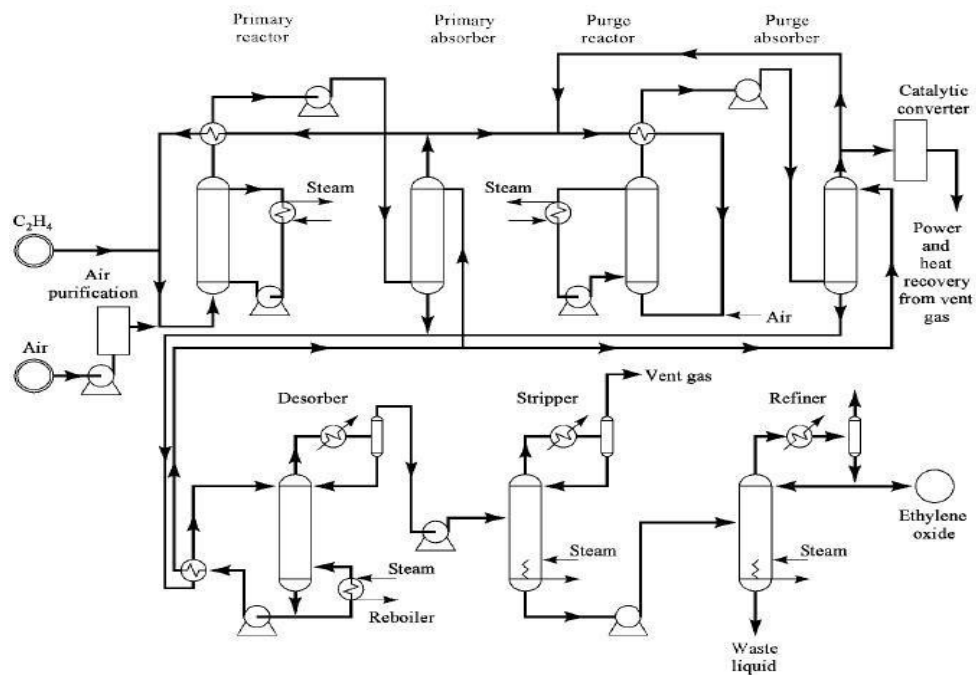 Primary
reactor
Primary
absorber
Purge
reactor
Purge
absorber
Catalytic
converter
Steam
Steam
C₂H₄
Air
purification
Power
and
heat
recovery
from vent
gas
Air
Air
Vent gas
Desorber
Stripper
Refiner
Ethylene
oxide
Steam
Steam
Steam
Reboiler
Waste
liquid